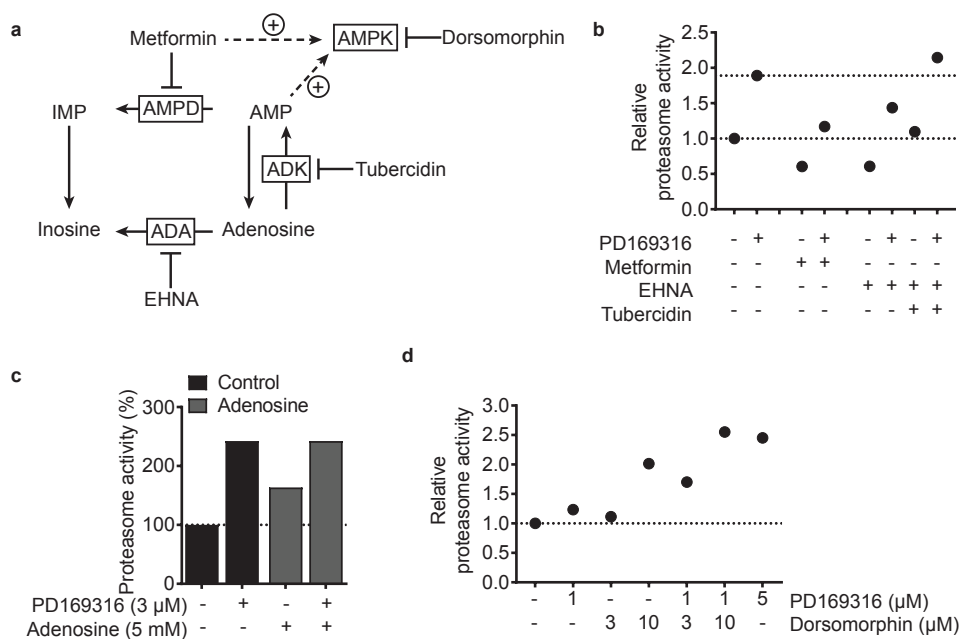 a
Metformin
+
AMPK
Dorsomorphin
+
IMP
AMPD
AMP
ADK
Tubercidin
Inosine
ADA
Adenosine
EHNA
b
Relative
proteasome activity
2.5
2.0
1.5
1.0
0.5
0.0
PD169316 - + - + - + - +
Metformin - - + + - - - -
EHNA - - - - + + + +
Tubercidin - - - - - - + +
c
Control
Adenosine
Proteasome activity (%)
300
200
100
0
PD169316 (3 µM) - + - +
Adenosine (5 mM) - - + +
d
Relative
proteasome activity
3.0
2.5
2.0
1.5
1.0
0.5
0.0
- 1 - - 1 1 5 PD169316 (µM)
- - 3 10 3 10 - Dorsomorphin (µM)